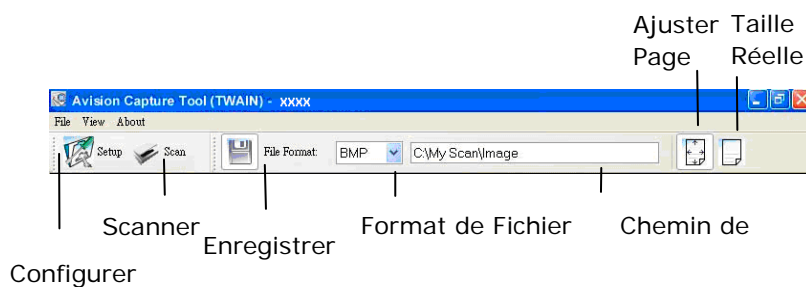 Ajuster Page
Taille Réelle
Avision Capture Tool (TWAIN) - xxxx
File View About
Setup Scan File Format: BMP C:\My Scan\Image
Scanner
Enregistrer
Format de Fichier
Chemin de
Configurer